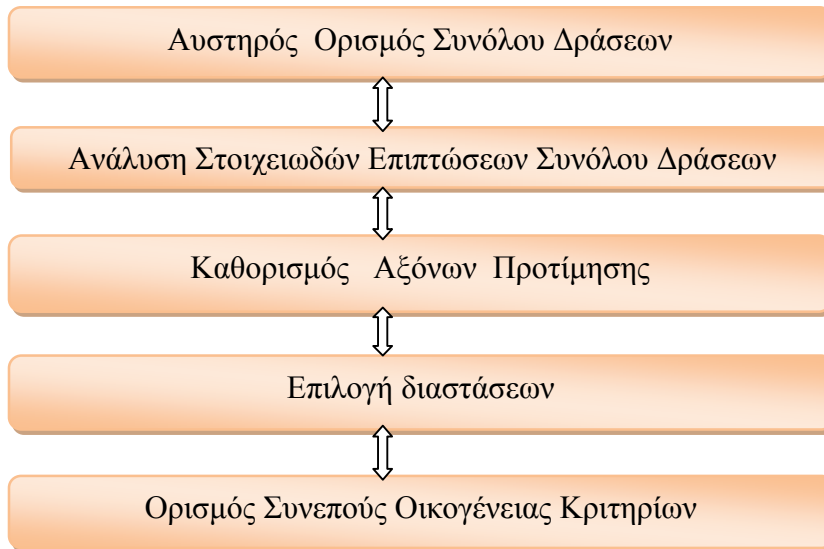 Αυστηρός Ορισμός Συνόλου Δράσεων
Ανάλυση Στοιχειωδών Επιπτώσεων Συνόλου Δράσεων
Καθορισμός Αξόνων Προτίμησης
Επιλογή διαστάσεων
Ορισμός Συνεπούς Οικογένειας Κριτηρίων